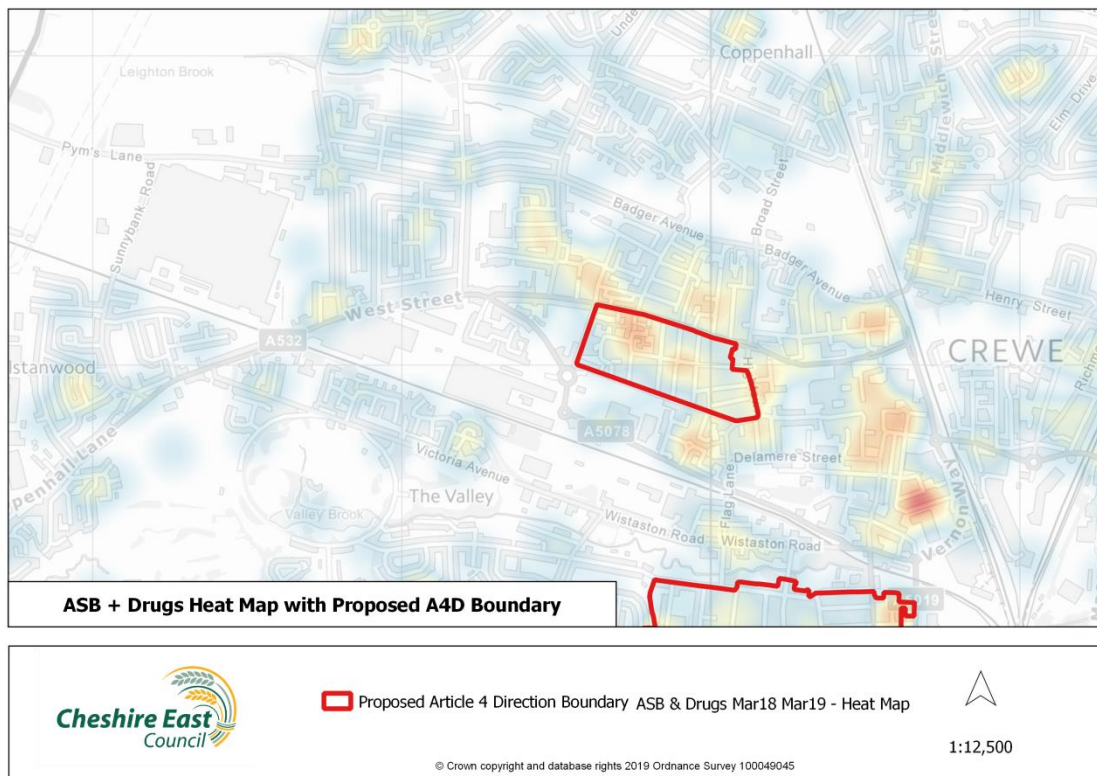 Coppenhall
Leighton Brook
Middlewich Street
Elm Drive
Pym's Lane
Sunnybank Road
Badger Avenue
Broad Street
Badger Avenue
West Street
Henry Street
A532
CREWE
A5078
Delamere Street
Victoria Avenue
The Valley
Flag Lane
Valley Brook
Wistaston Road
Wistaston Road
Vernon Way
ASB + Drugs Heat Map with Proposed A4D Boundary
Cheshire East
Council
Proposed Article 4 Direction Boundary ASB & Drugs Mar18 Mar19 - Heat Map
1:12,500
© Crown copyright and database rights 2019 Ordnance Survey 100049045